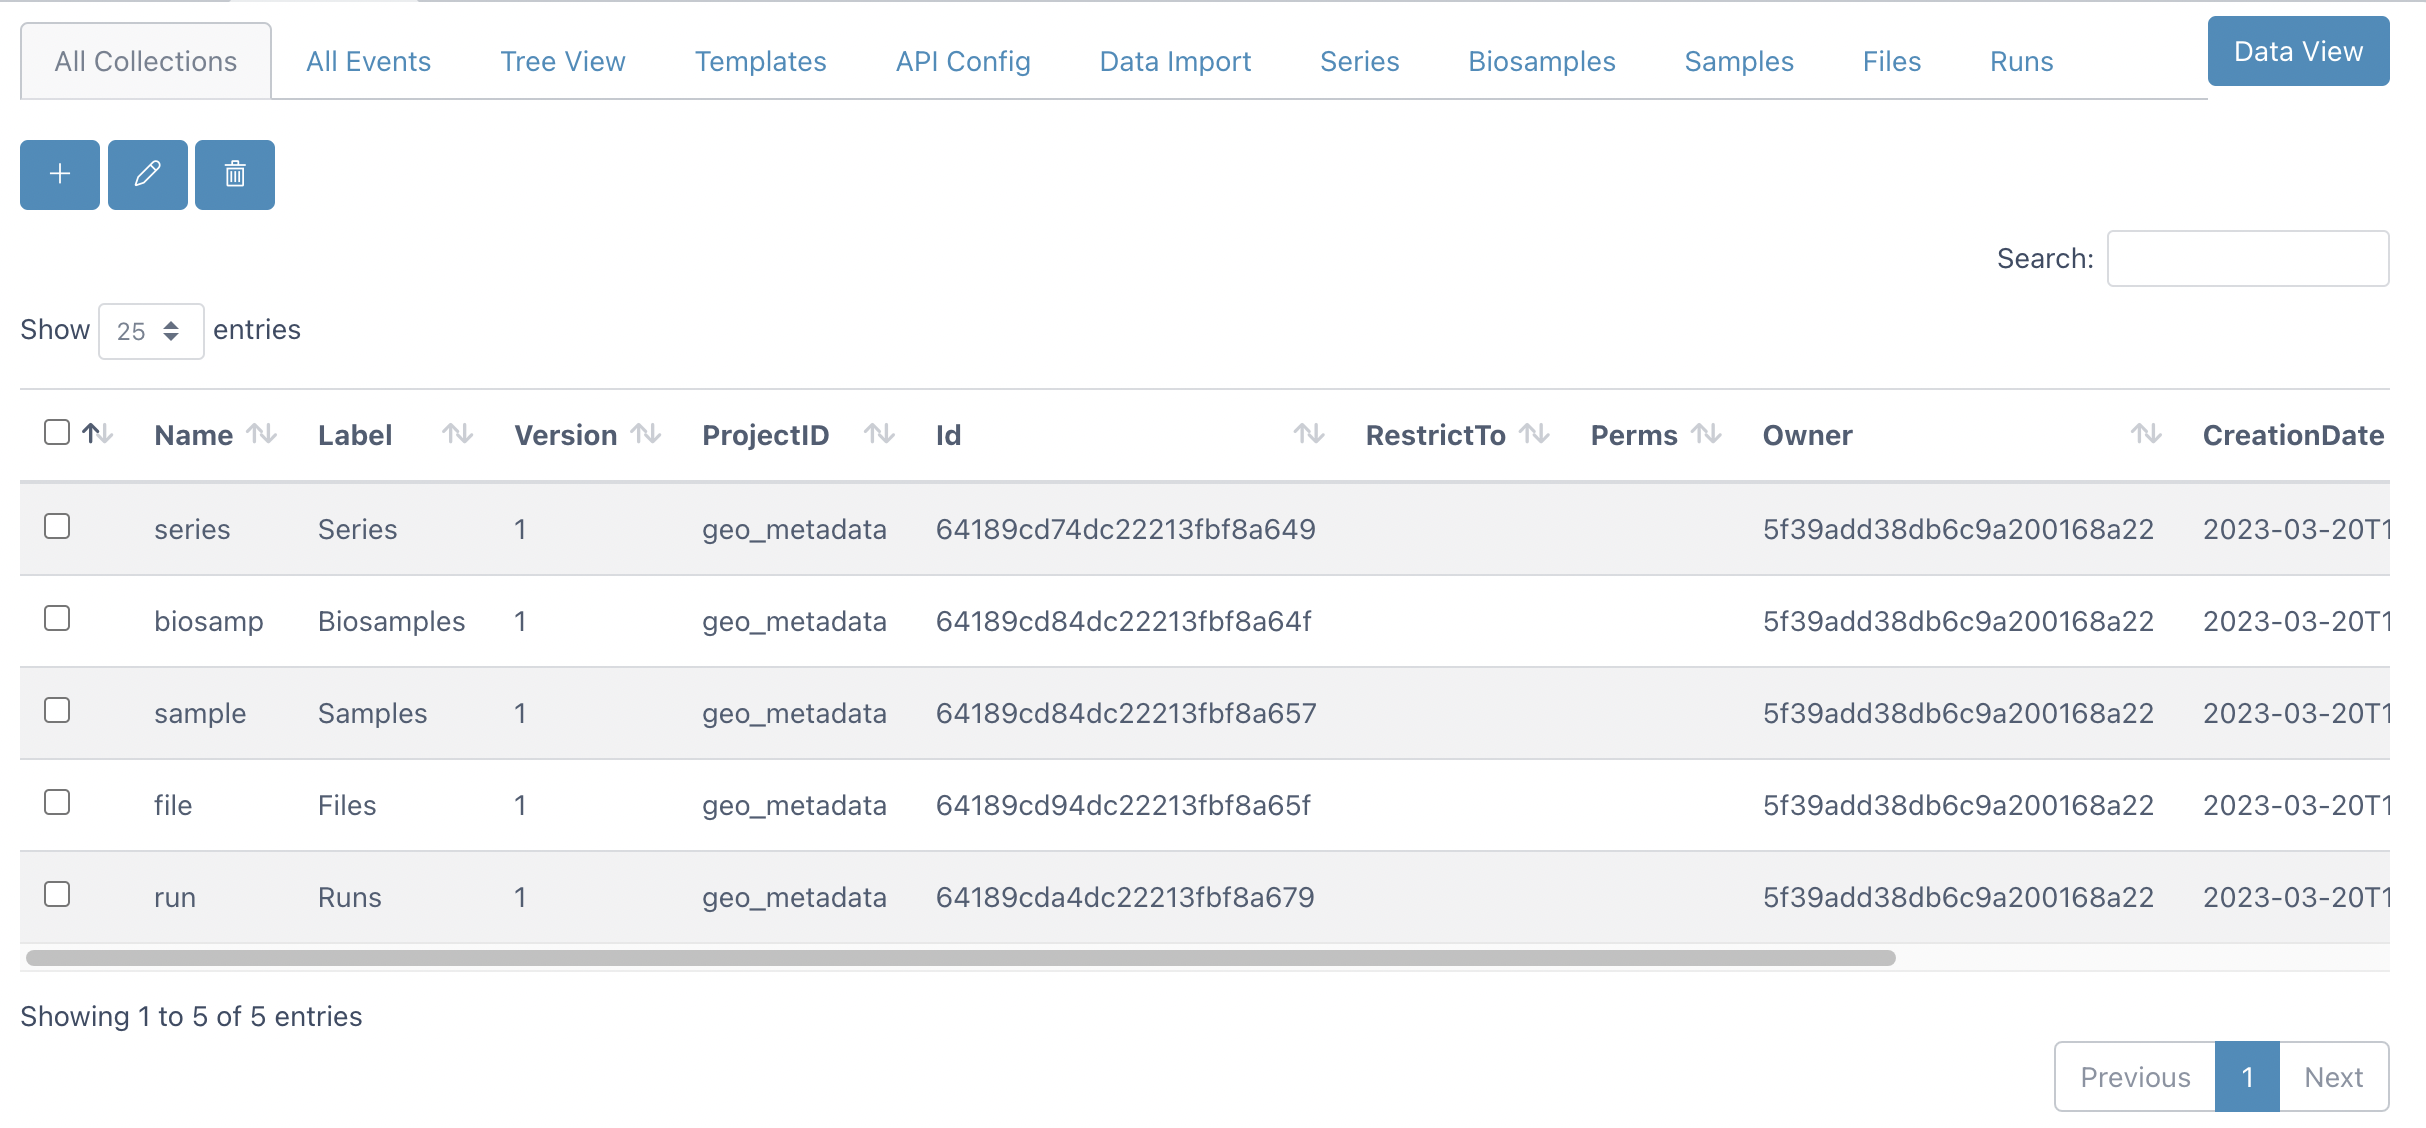 All Collections All Events Tree View Templates API Config Data Import Series Biosamples Samples Files Runs Data View
Search:
Show 25 entries
Name Label Version ProjectID Id RestrictTo Perms Owner CreationDate
series Series 1 geo_metadata 64189cd74dc22213fbf8a649 5f39add38db6c9a200168a22 2023-03-20T1
biosamp Biosamples 1 geo_metadata 64189cd84dc22213fbf8a64f 5f39add38db6c9a200168a22 2023-03-20T1
sample Samples 1 geo_metadata 64189cd84dc22213fbf8a657 5f39add38db6c9a200168a22 2023-03-20T1
file Files 1 geo_metadata 64189cd94dc22213fbf8a65f 5f39add38db6c9a200168a22 2023-03-20T1
run Runs 1 geo_metadata 64189cda4dc22213fbf8a679 5f39add38db6c9a200168a22 2023-03-20T1
Showing 1 to 5 of 5 entries
Previous 1 Next